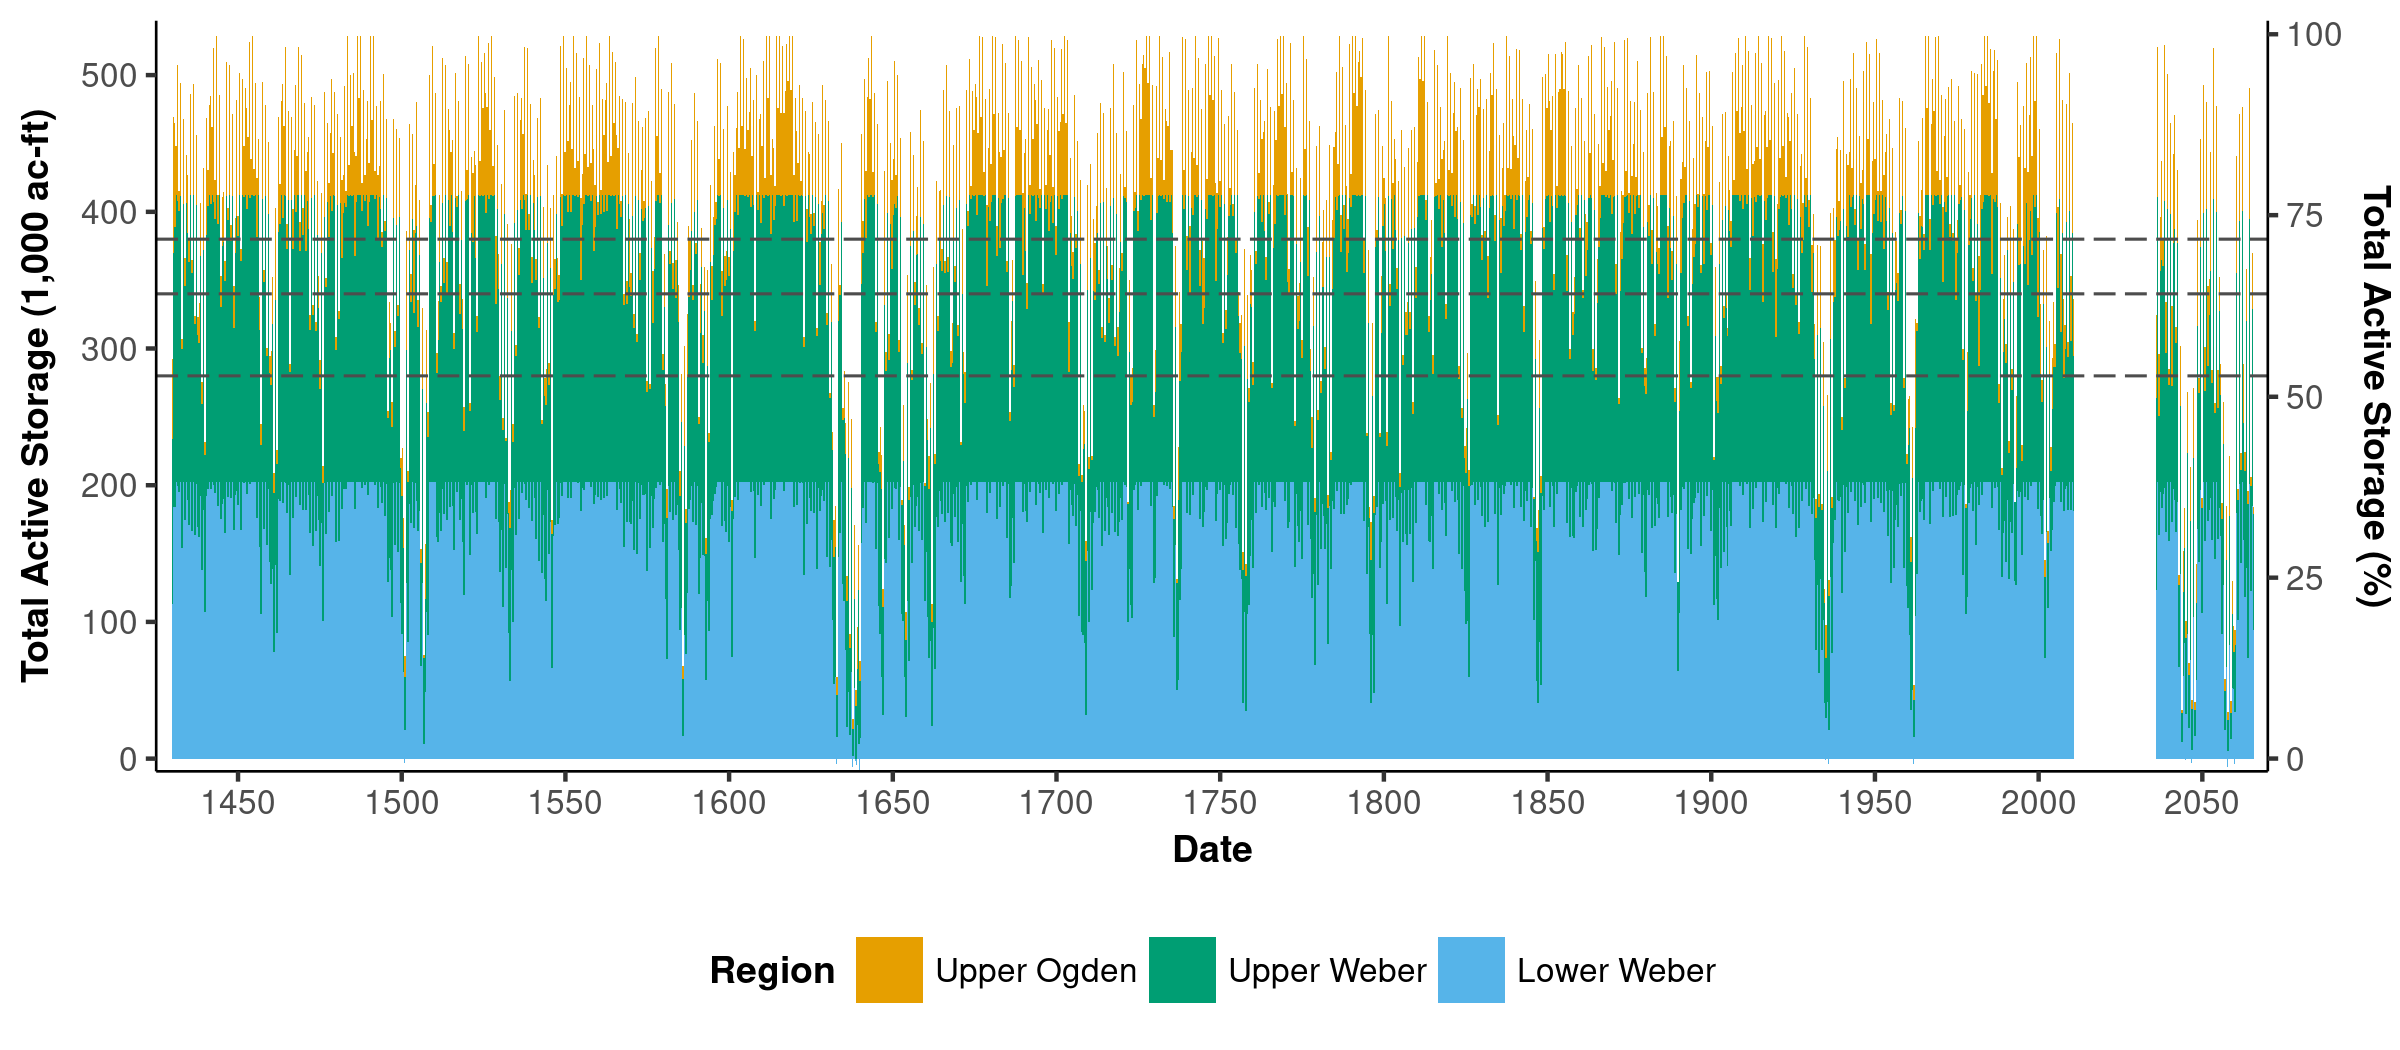 Total Active Storage (1,000 ac-ft)
500
400
300
200
100
0
100
75
50
25
0
Total Active Storage (%)
1450 1500 1550 1600 1650 1700 1750 1800 1850 1900 1950 2000 2050
Date
Region Upper Ogden Upper Weber Lower Weber